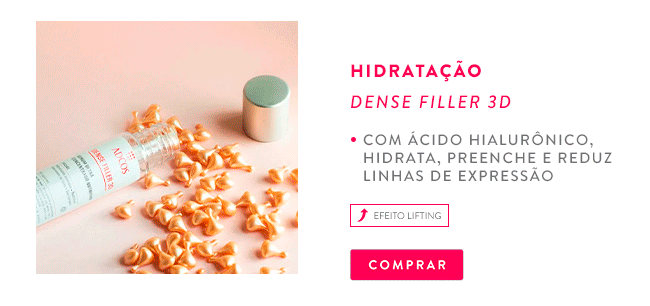 ADCOS
DENSE FILLER 3D
HIDRATAÇÃO
DENSE FILLER 3D
• COM ÁCIDO HIALURÔNICO,
HIDRATA, PREENCHE E REDUZ
LINHAS DE EXPRESSÃO
EFEITO LIFTING
COMPRAR